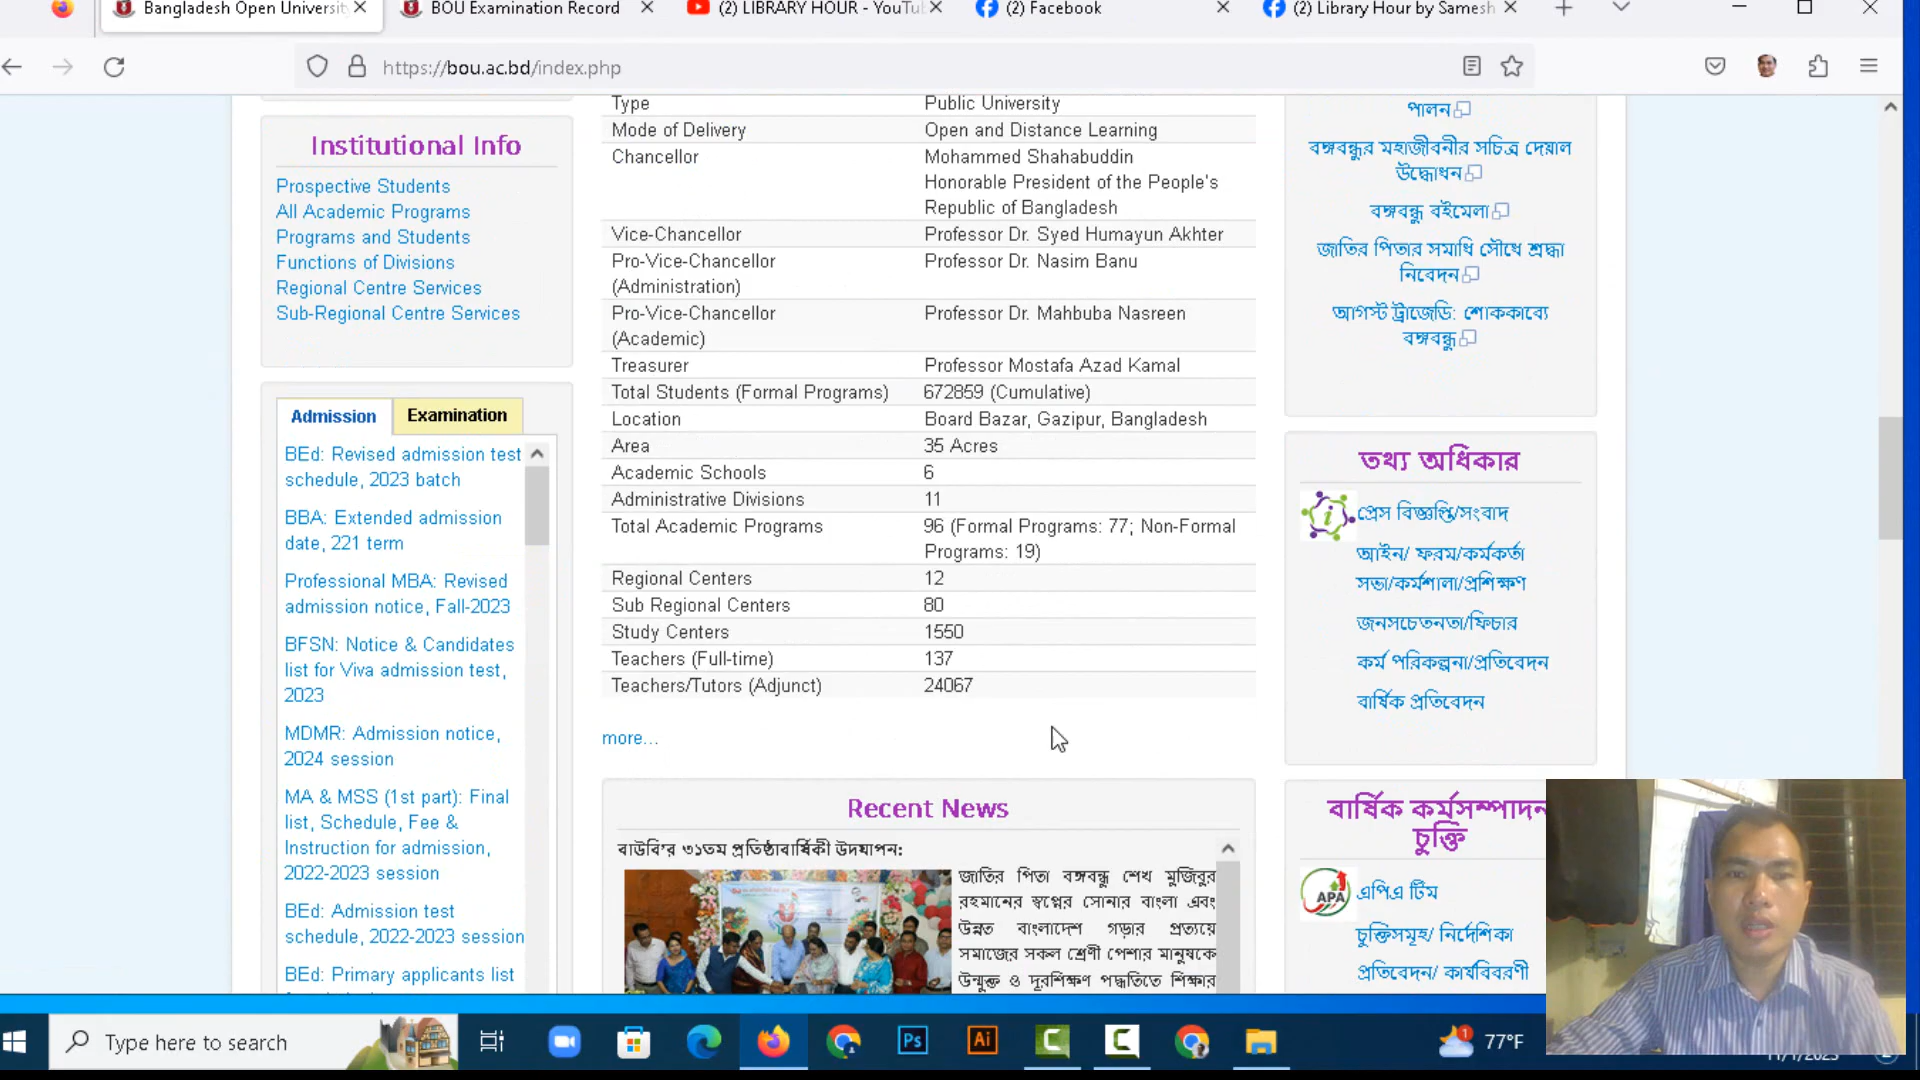 Bangladesh Open University
BOU Examination Record
(2) LIBRARY HOUR - YouTu
(2) Facebook
(2) Library Hour by Samesh
https://bou.ac.bd/index.php
Institutional Info
Prospective Students
All Academic Programs
Programs and Students
Functions of Divisions
Regional Centre Services
Sub-Regional Centre Services
Admission
Examination
BEd: Revised admission test
schedule, 2023 batch
BBA: Extended admission
date, 221 term
Professional MBA: Revised
admission notice, Fall-2023
BFSN: Notice & Candidates
list for Viva admission test,
2023
MDMR: Admission notice,
2024 session
MA & MSS (1st part): Final
list, Schedule, Fee &
Instruction for admission,
2022-2023 session
BEd: Admission test
schedule, 2022-2023 session
BEd: Primary applicants list
Type Public University
Mode of Delivery Open and Distance Learning
Chancellor Mohammed Shahabuddin
Honorable President of the People's
Republic of Bangladesh
Vice-Chancellor Professor Dr. Syed Humayun Akhter
Pro-Vice-Chancellor Professor Dr. Nasim Banu
(Administration)
Pro-Vice-Chancellor Professor Dr. Mahbuba Nasreen
(Academic)
Treasurer Professor Mostafa Azad Kamal
Total Students (Formal Programs) 672859 (Cumulative)
Location Board Bazar, Gazipur, Bangladesh
Area 35 Acres
Academic Schools 6
Administrative Divisions 11
Total Academic Programs 96 (Formal Programs: 77; Non-Formal
Programs: 19)
Regional Centers 12
Sub Regional Centers 80
Study Centers 1550
Teachers (Full-time) 137
Teachers/Tutors (Adjunct) 24067
more...
Recent News
বাউবি’র ৩১তম প্রতিষ্ঠাবার্ষিকী উদযাপন:
জাতির পিতা বঙ্গবন্ধু শেখ মুজিবুর
রহমানের স্বপ্নের সোনার বাংলা এবং
উন্নত বাংলাদেশ গড়ার প্রত্যয়ে
সমাজের সকল শ্রেণী পেশার মানুষকে
উন্মুক্ত ও দূরশিক্ষণ পদ্ধতিতে শিক্ষার
পালন
বঙ্গবন্ধুর মহাজীবনীর সচিত্র দেয়াল
উদ্বোধন
বঙ্গবন্ধু বইমেলা
জাতির পিতার সমাধি সৌধে শ্রদ্ধা
নিবেদন
আগস্ট ট্রাজেডি: শোককাব্যে
বঙ্গবন্ধু
তথ্য অধিকার
প্রেস বিজ্ঞপ্তি/সংবাদ
আইন/ ফরম/কর্মকর্তা
সভা/কর্মশালা/প্রশিক্ষণ
জনসচেতনতা/ফিচার
কর্ম পরিকল্পনা/প্রতিবেদন
বার্ষিক প্রতিবেদন
বার্ষিক কর্মসম্পাদন
চুক্তি
APA
এপিএ টিম
চুক্তিসমূহ/ নির্দেশিকা
প্রতিবেদন/ কার্যবিবরণী
Type here to search
Ps
Ai
1
77°F